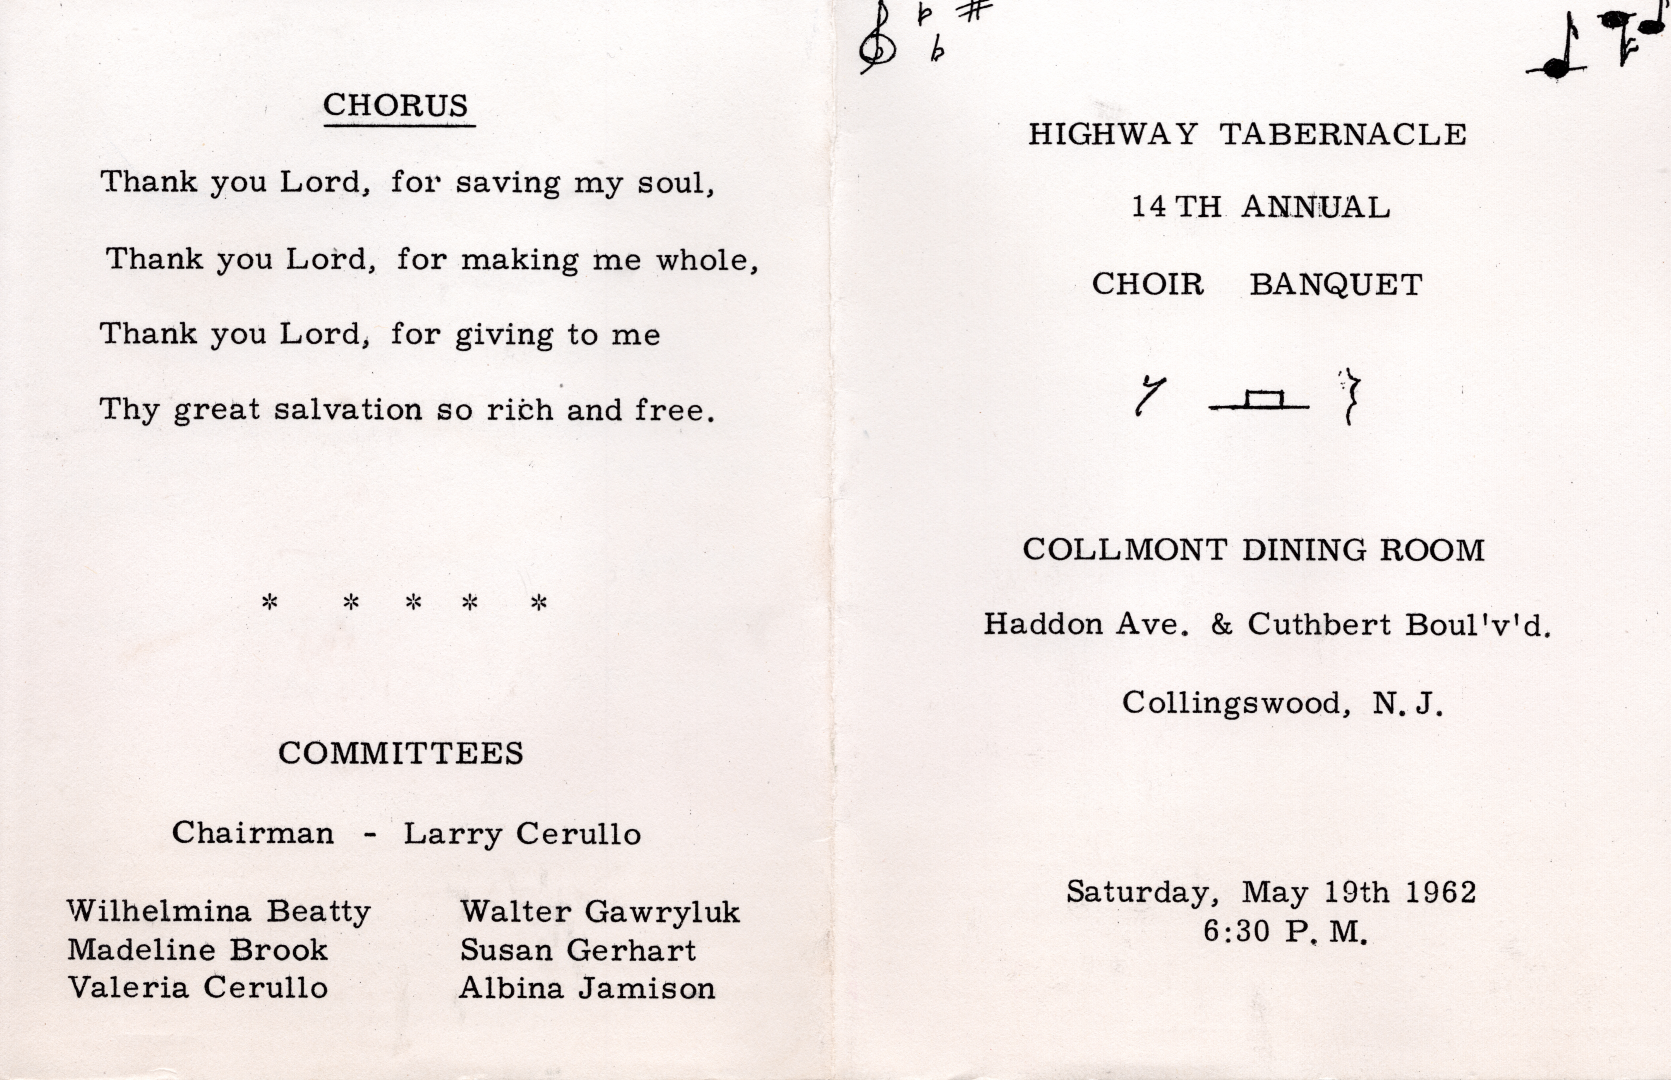 CHORUS
Thank you Lord, for saving my soul,
Thank you Lord, for making me whole,
Thank you Lord, for giving to me
Thy great salvation so rich and free.
* * * * *
COMMITTEES
Chairman - Larry Cerullo
Wilhelmina Beatty Walter Gawryluk
Madeline Brook Susan Gerhart
Valeria Cerullo Albina Jamison
HIGHWAY TABERNACLE
14TH ANNUAL
CHOIR BANQUET
COLLMONT DINING ROOM
Haddon Ave. & Cuthbert Boul'v'd.
Collingswood, N.J.
Saturday, May 19th 1962
6:30 P.M.